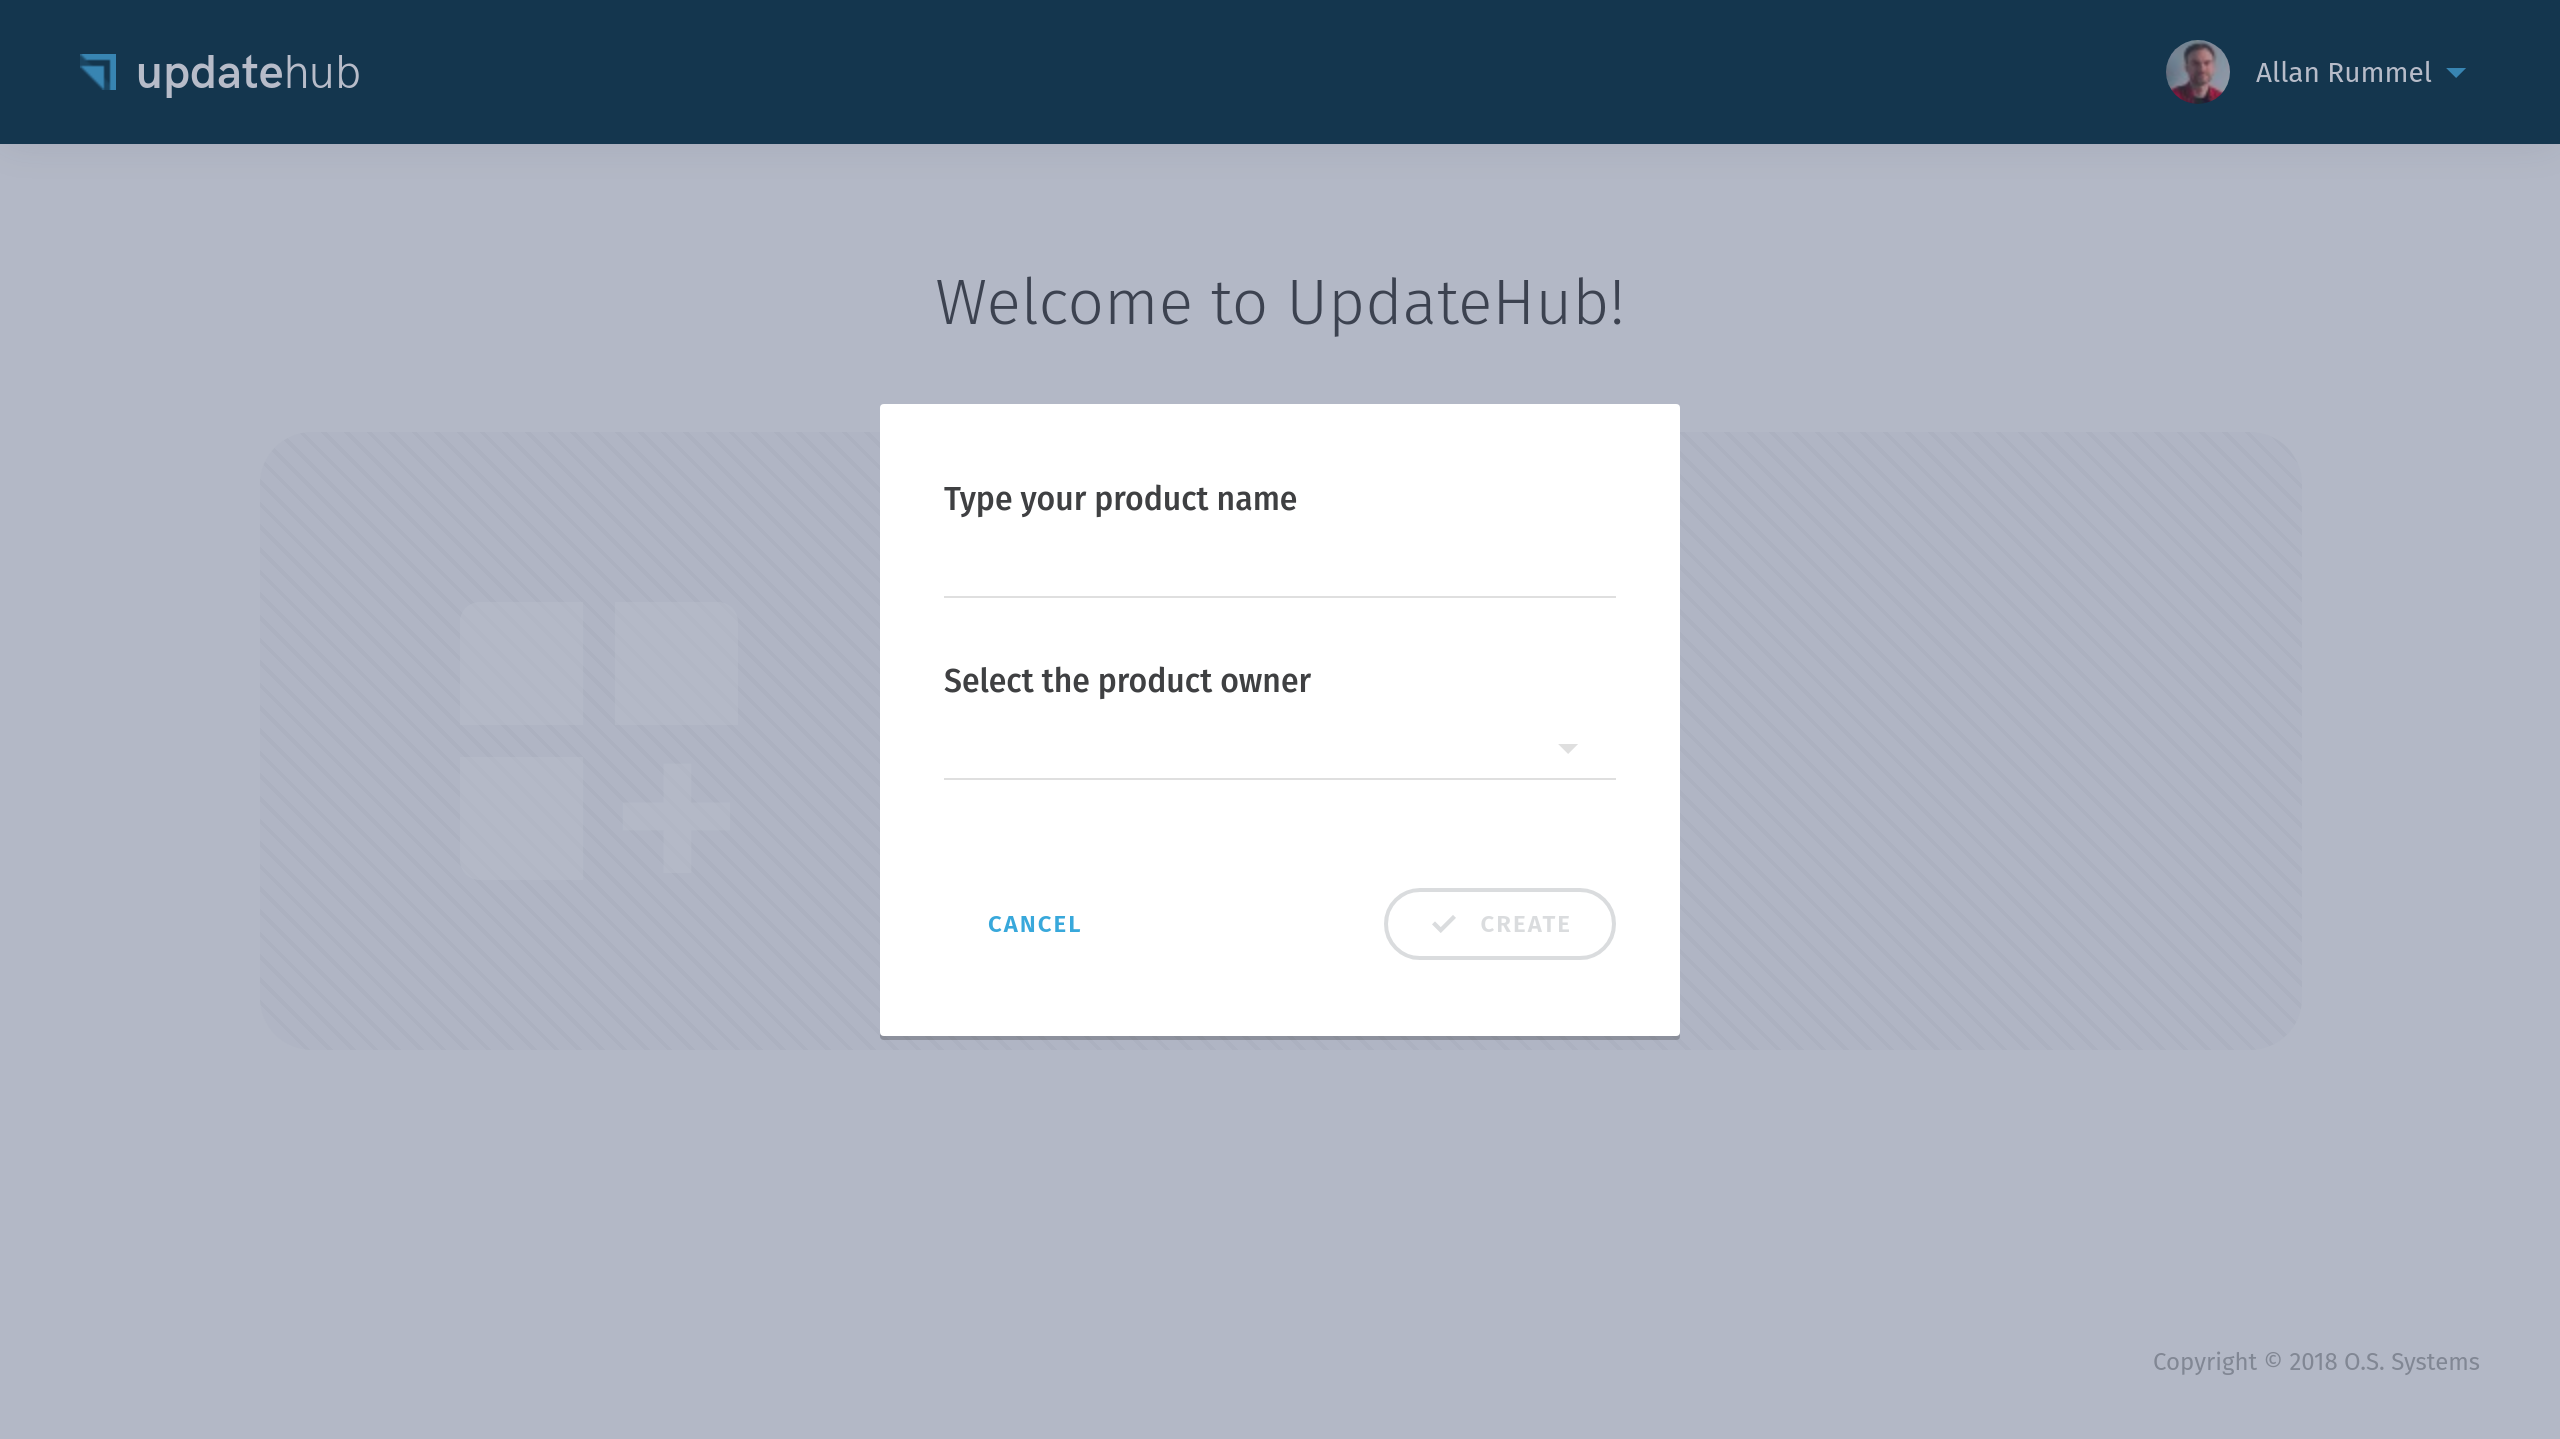 updatehub
Allan Rummel
Welcome to UpdateHub!
Type your product name
Select the product owner
CANCEL
CREATE
Copyright © 2018 O.S. Systems